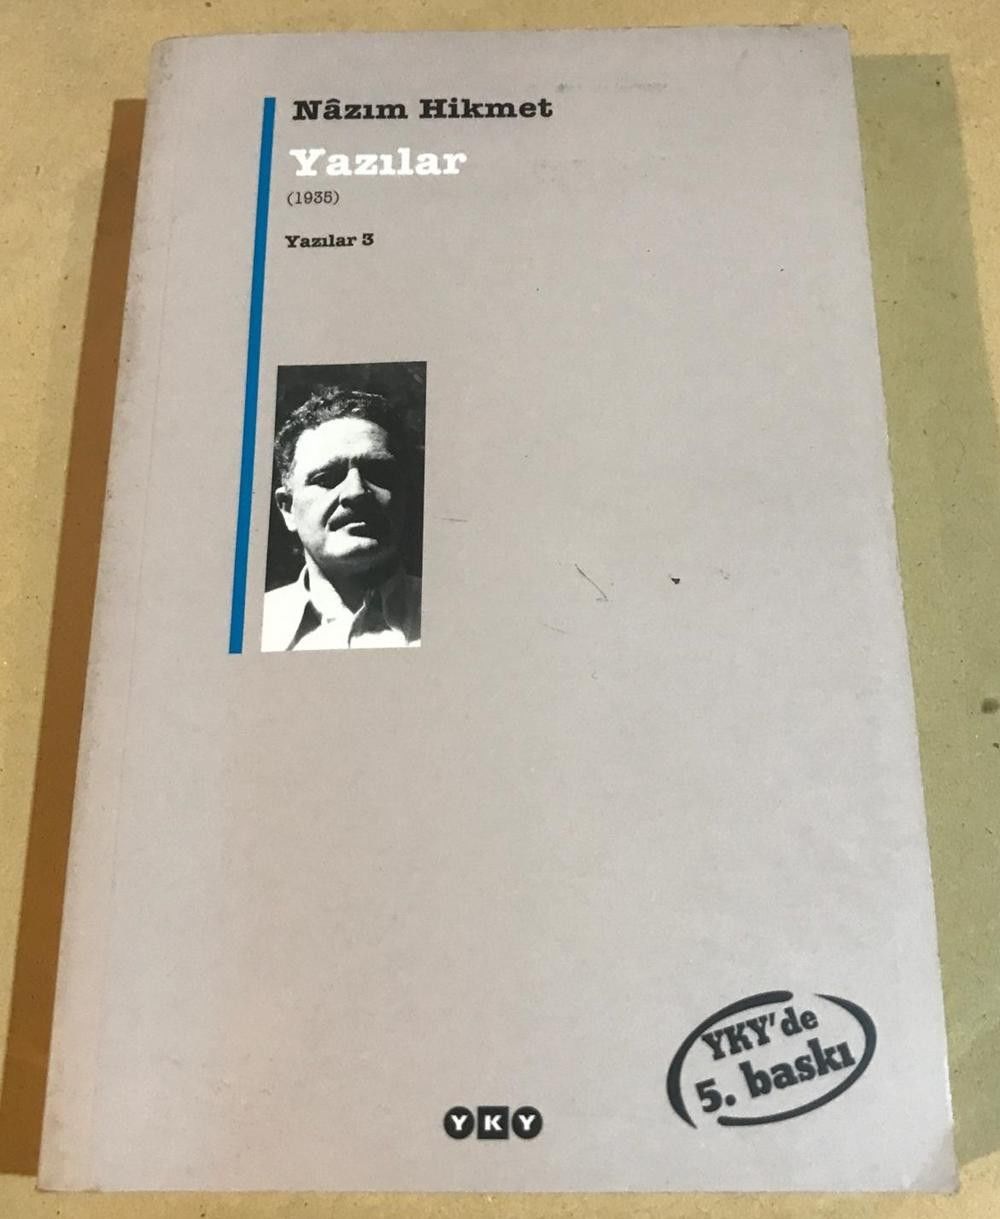 Nâzım Hikmet
Yazılar
(1935)
Yazılar 3
YKY'de
5. baskı
YKY